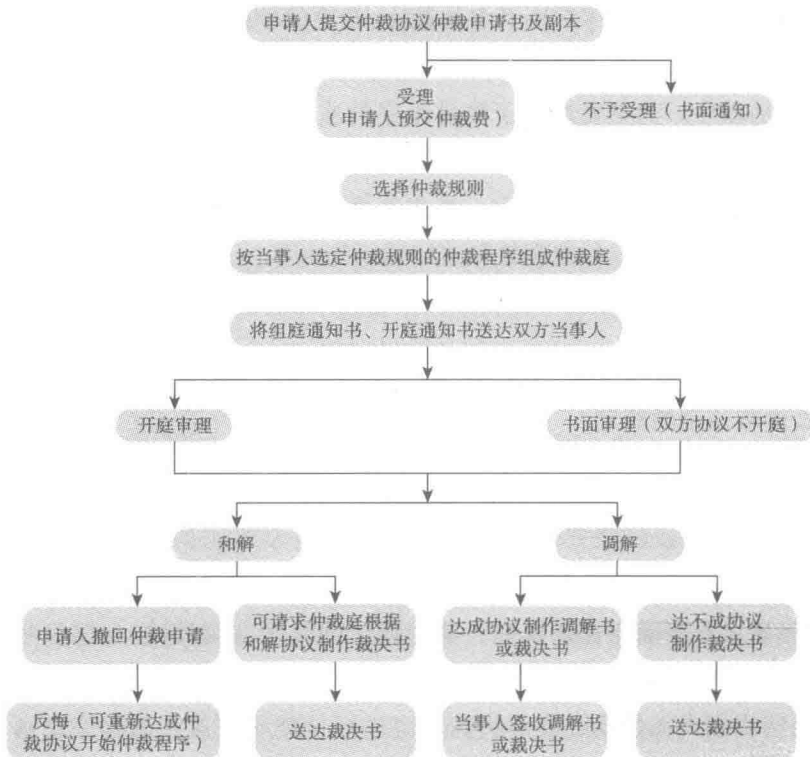 申请人提交仲裁协议仲裁申请书及副本
受理
（申请人预交仲裁费）
不予受理（书面通知）
选择仲裁规则
按当事人选定仲裁规则的仲裁程序组成仲裁庭
将组庭通知书、开庭通知书送达双方当事人
开庭审理
书面审理（双方协议不开庭）
和解
调解
申请人撤回仲裁申请
可请求仲裁庭根据
和解协议制作裁决书
达成协议制作调解书
或裁决书
达不成协议
制作裁决书
反悔（可重新达成仲
裁协议开始仲裁程序）
送达裁决书
当事人签收调解书
或裁决书
送达裁决书